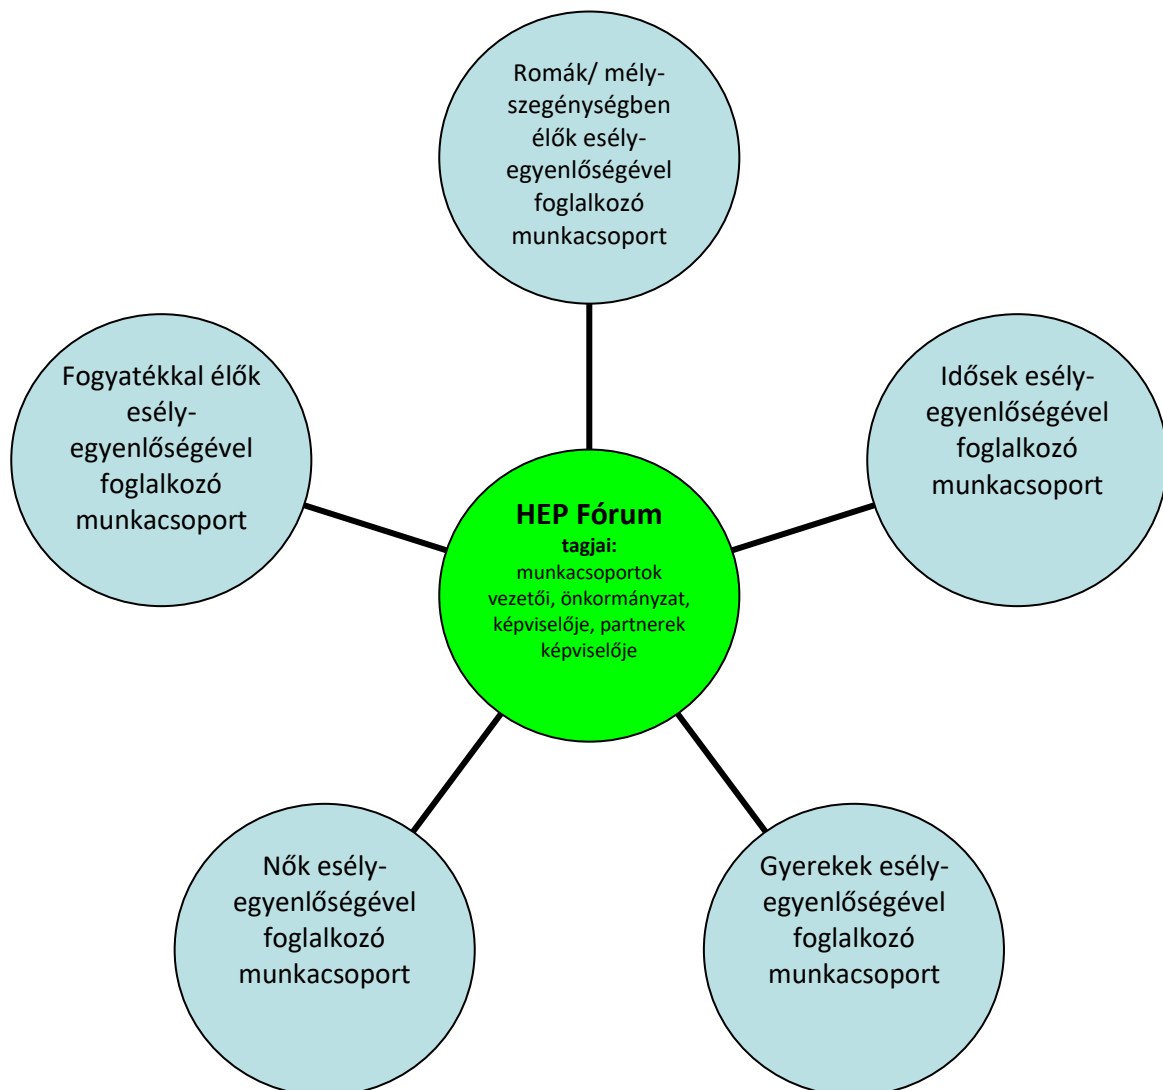 Romák/ mély-
szegénységben
élők esély-
egyenlőségével
foglalkozó
munkacsoport
Fogyatékkal élők
esély-
egyenlőségével
foglalkozó
munkacsoport
Idősek esély-
egyenlőségével
foglalkozó
munkacsoport
HEP Fórum
tagjai:
munkacsoportok
vezetői, önkormányzat,
képviselője, partnerek
képviselője
Nők esély-
egyenlőségével
foglalkozó
munkacsoport
Gyerekek esély-
egyenlőségével
foglalkozó
munkacsoport